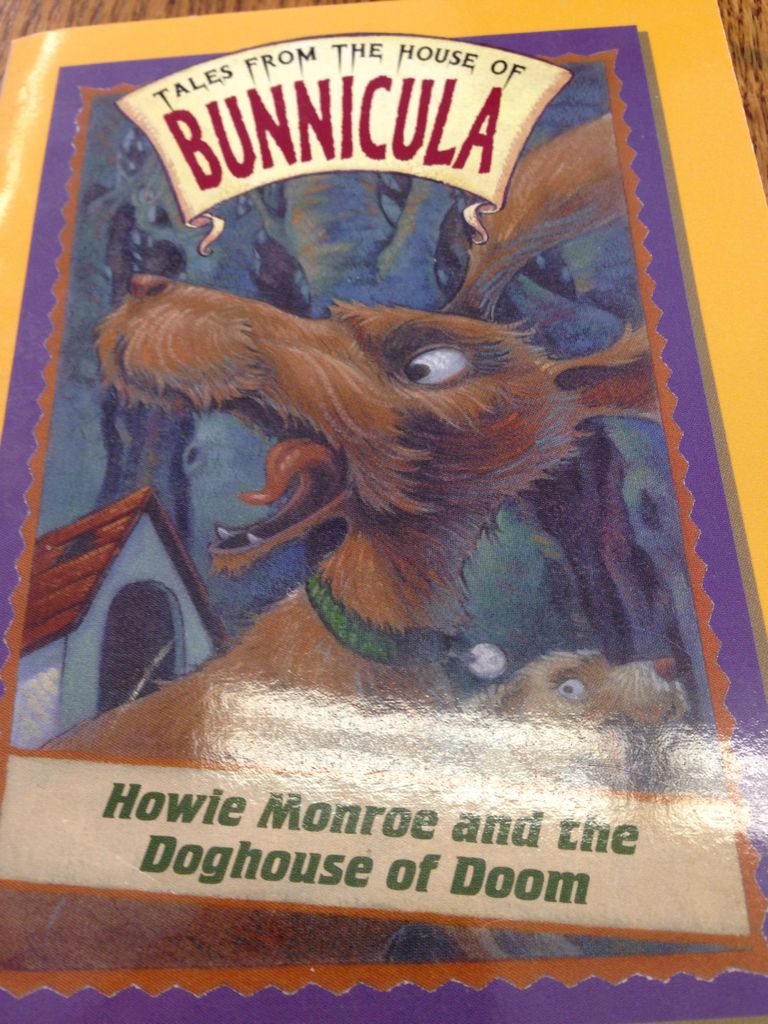 TALES FROM THE HOUSE OF
BUNNICULA
Howie Monroe and the
Doghouse of Doom